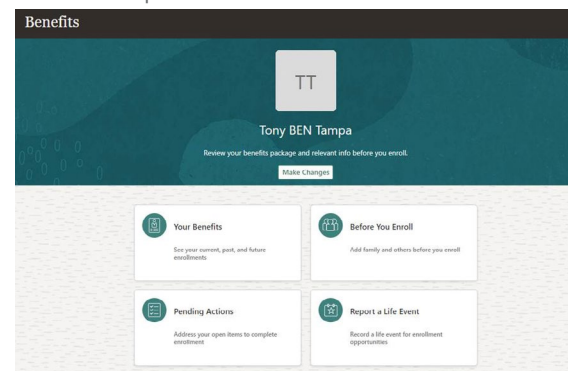 Benefits
TT
Tony BEN Tampa
Review your benefits package and relevant info before you enroll.
Make Changes
Your Benefits
See your current, past, and future
enrollments
Before You Enroll
Add family and others before you enroll
Pending Actions
Address your open items to complete
enrollment
Report a Life Event
Record a life event for enrollment
opportunities